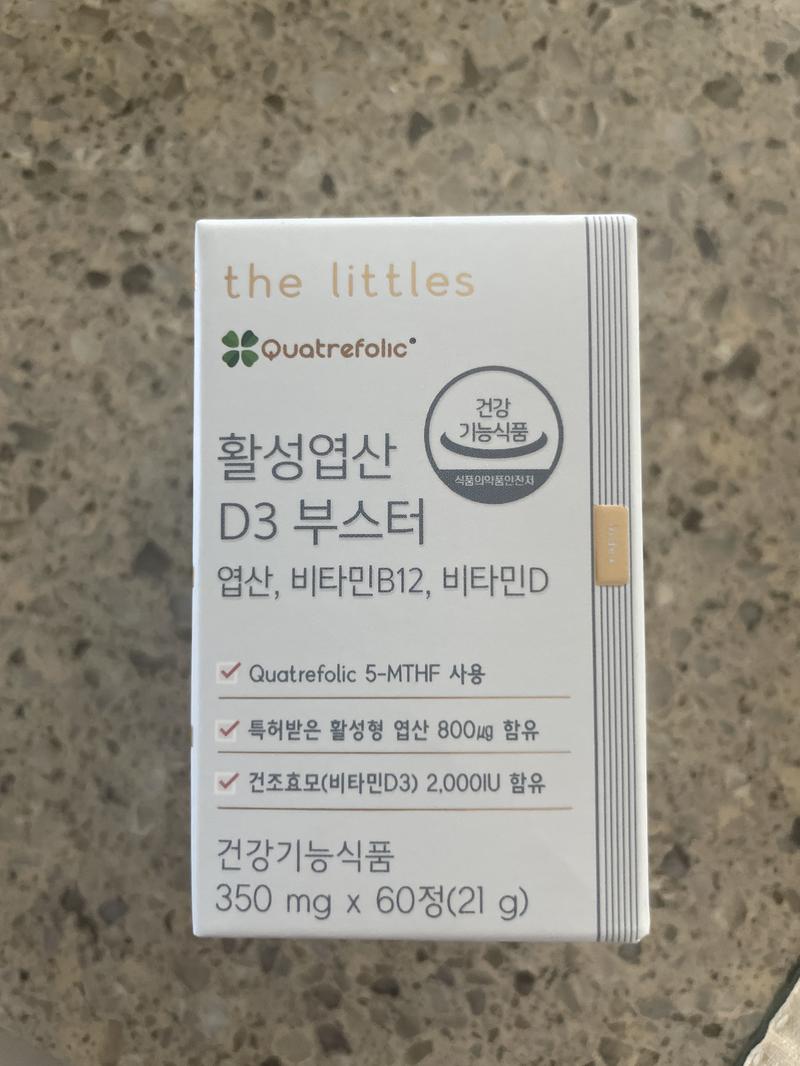 the littles
Quatrefolic®
건강
기능식품
식품의약품안전처
활성엽산
D3 부스터
엽산, 비타민B12, 비타민D
Quatrefolic 5-MTHF 사용
특허받은 활성형 엽산 800㎍ 함유
건조효모(비타민D3) 2,000IU 함유
건강기능식품
350 mg x 60정(21 g)